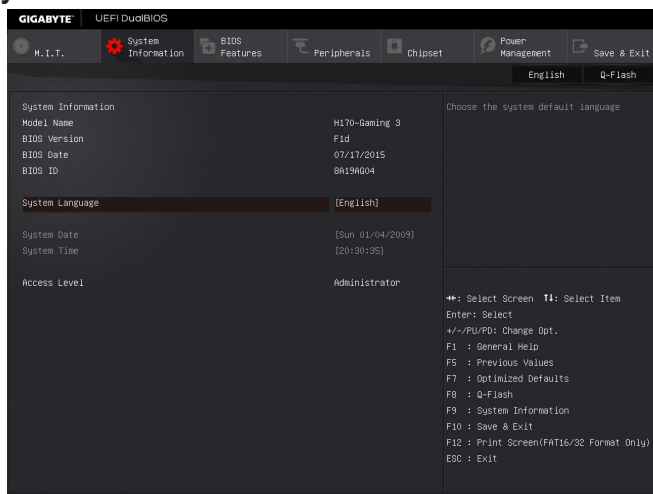 GIGABYTE™ UEFI DualBIOS
M.I.T.
System Information
BIOS Features
Peripherals
Chipset
Power Management
Save & Exit
English Q-Flash
System Information
Model Name H170-Gaming 3
BIOS Version F1d
BIOS Date 07/17/2015
BIOS ID 8A19AG04
System Language [English]
System Date [Sun 01/04/2009]
System Time [20:30:35]
Access Level Administrator
Choose the system default language
→←: Select Screen ↑↓: Select Item
Enter: Select
+/-/PU/PD: Change Opt.
F1 : General Help
F5 : Previous Values
F7 : Optimized Defaults
F8 : Q-Flash
F9 : System Information
F10 : Save & Exit
F12 : Print Screen(FAT16/32 Format Only)
ESC : Exit